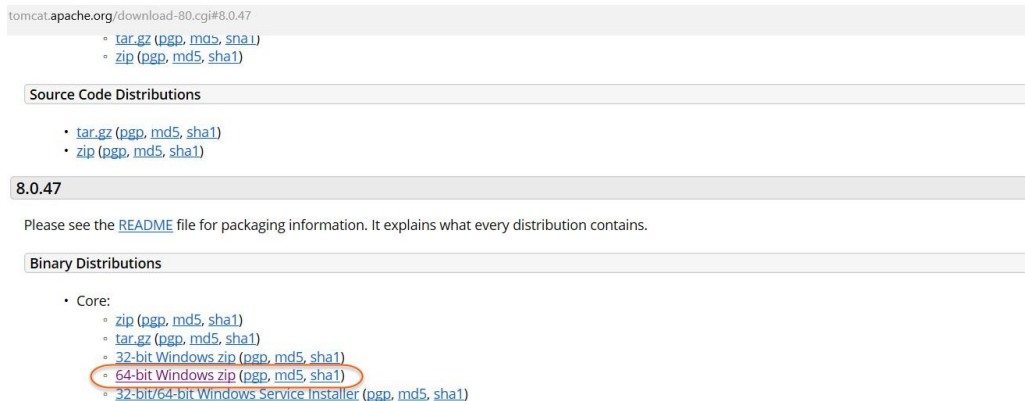 tomcat.apache.org/download-80.cgi#8.0.47
tar.gz (pgp, md5, sha1)
zip (pgp, md5, sha1)
Source Code Distributions
tar.gz (pgp, md5, sha1)
zip (pgp, md5, sha1)
8.0.47
Please see the README file for packaging information. It explains what every distribution contains.
Binary Distributions
Core:
zip (pgp, md5, sha1)
tar.gz (pgp, md5, sha1)
32-bit Windows zip (pgp, md5, sha1)
64-bit Windows zip (pgp, md5, sha1)
32-bit/64-bit Windows Service Installer (pgp, md5, sha1)